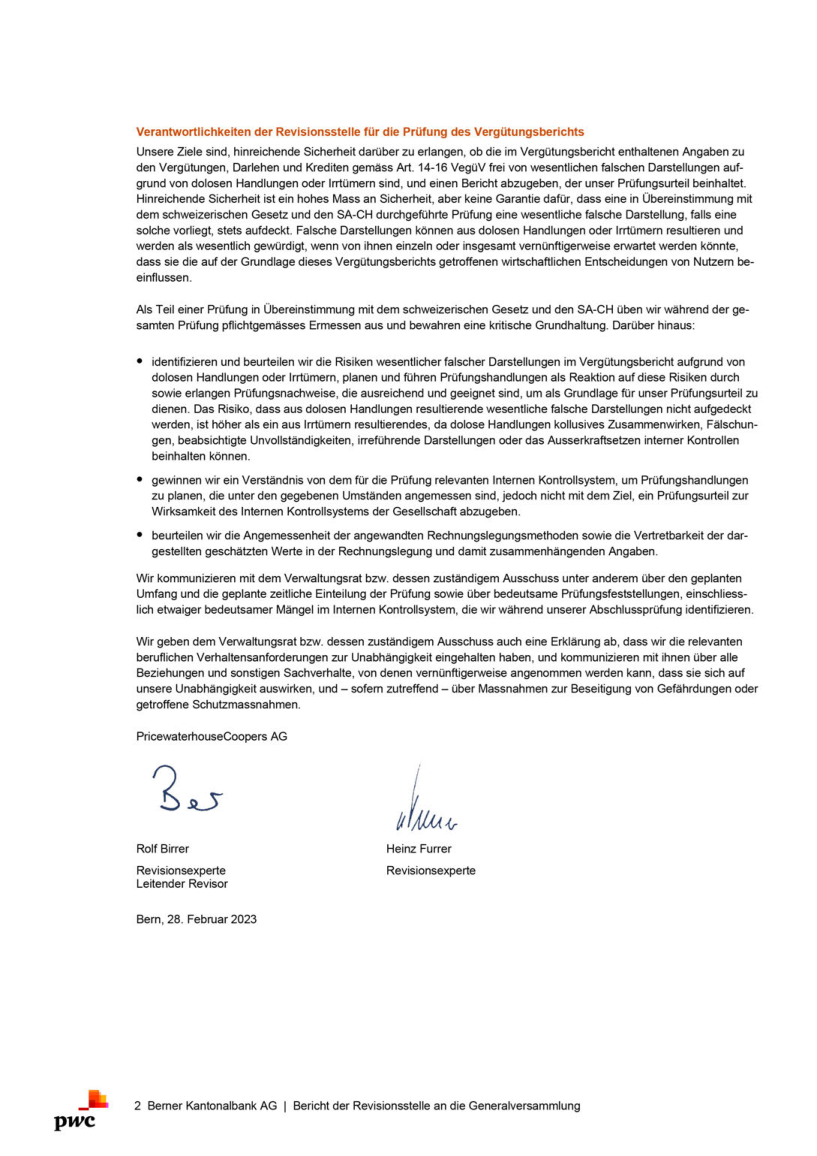 Verantwortlichkeiten der Revisionsstelle für die Prüfung des Vergütungsberichts
Unsere Ziele sind, hinreichende Sicherheit darüber zu erlangen, ob die im Vergütungsbericht enthaltenen Angaben zu
den Vergütungen, Darlehen und Krediten gemäss Art. 14-16 VegüV frei von wesentlichen falschen Darstellungen auf-
grund von dolosen Handlungen oder Irrtümern sind, und einen Bericht abzugeben, der unser Prüfungsurteil beinhaltet.
Hinreichende Sicherheit ist ein hohes Mass an Sicherheit, aber keine Garantie dafür, dass eine in Übereinstimmung mit
dem schweizerischen Gesetz und den SA-CH durchgeführte Prüfung eine wesentliche falsche Darstellung, falls eine
solche vorliegt, stets aufdeckt. Falsche Darstellungen können aus dolosen Handlungen oder Irrtümern resultieren und
werden als wesentlich gewürdigt, wenn von ihnen einzeln oder insgesamt vernünftigerweise erwartet werden könnte,
dass sie die auf der Grundlage dieses Vergütungsberichts getroffenen wirtschaftlichen Entscheidungen von Nutzern be-
einflussen.
Als Teil einer Prüfung in Übereinstimmung mit dem schweizerischen Gesetz und den SA-CH üben wir während der ge-
samten Prüfung pflichtgemässes Ermessen aus und bewahren eine kritische Grundhaltung. Darüber hinaus:
• identifizieren und beurteilen wir die Risiken wesentlicher falscher Darstellungen im Vergütungsbericht aufgrund von
dolosen Handlungen oder Irrtümern, planen und führen Prüfungshandlungen als Reaktion auf diese Risiken durch
sowie erlangen Prüfungsnachweise, die ausreichend und geeignet sind, um als Grundlage für unser Prüfungsurteil zu
dienen. Das Risiko, dass aus dolosen Handlungen resultierende wesentliche falsche Darstellungen nicht aufgedeckt
werden, ist höher als ein aus Irrtümern resultierendes, da dolose Handlungen kollusives Zusammenwirken, Fälschun-
gen, beabsichtigte Unvollständigkeiten, irreführende Darstellungen oder das Ausserkraftsetzen interner Kontrollen
beinhalten können.
• gewinnen wir ein Verständnis von dem für die Prüfung relevanten Internen Kontrollsystem, um Prüfungshandlungen
zu planen, die unter den gegebenen Umständen angemessen sind, jedoch nicht mit dem Ziel, ein Prüfungsurteil zur
Wirksamkeit des Internen Kontrollsystems der Gesellschaft abzugeben.
• beurteilen wir die Angemessenheit der angewandten Rechnungslegungsmethoden sowie die Vertretbarkeit der dar-
gestellten geschätzten Werte in der Rechnungslegung und damit zusammenhängenden Angaben.
Wir kommunizieren mit dem Verwaltungsrat bzw. dessen zuständigem Ausschuss unter anderem über den geplanten
Umfang und die geplante zeitliche Einteilung der Prüfung sowie über bedeutsame Prüfungsfeststellungen, einschliess-
lich etwaiger bedeutsamer Mängel im Internen Kontrollsystem, die wir während unserer Abschlussprüfung identifizieren.
Wir geben dem Verwaltungsrat bzw. dessen zuständigem Ausschuss auch eine Erklärung ab, dass wir die relevanten
beruflichen Verhaltensanforderungen zur Unabhängigkeit eingehalten haben, und kommunizieren mit ihnen über alle
Beziehungen und sonstigen Sachverhalte, von denen vernünftigerweise angenommen werden kann, dass sie sich auf
unsere Unabhängigkeit auswirken, und – sofern zutreffend – über Massnahmen zur Beseitigung von Gefährdungen oder
getroffene Schutzmassnahmen.
PricewaterhouseCoopers AG
Rolf Birrer
Heinz Furrer
Revisionsexperte
Leitender Revisor
Revisionsexperte
Bern, 28. Februar 2023
pwc
2 Berner Kantonalbank AG | Bericht der Revisionsstelle an die Generalversammlung